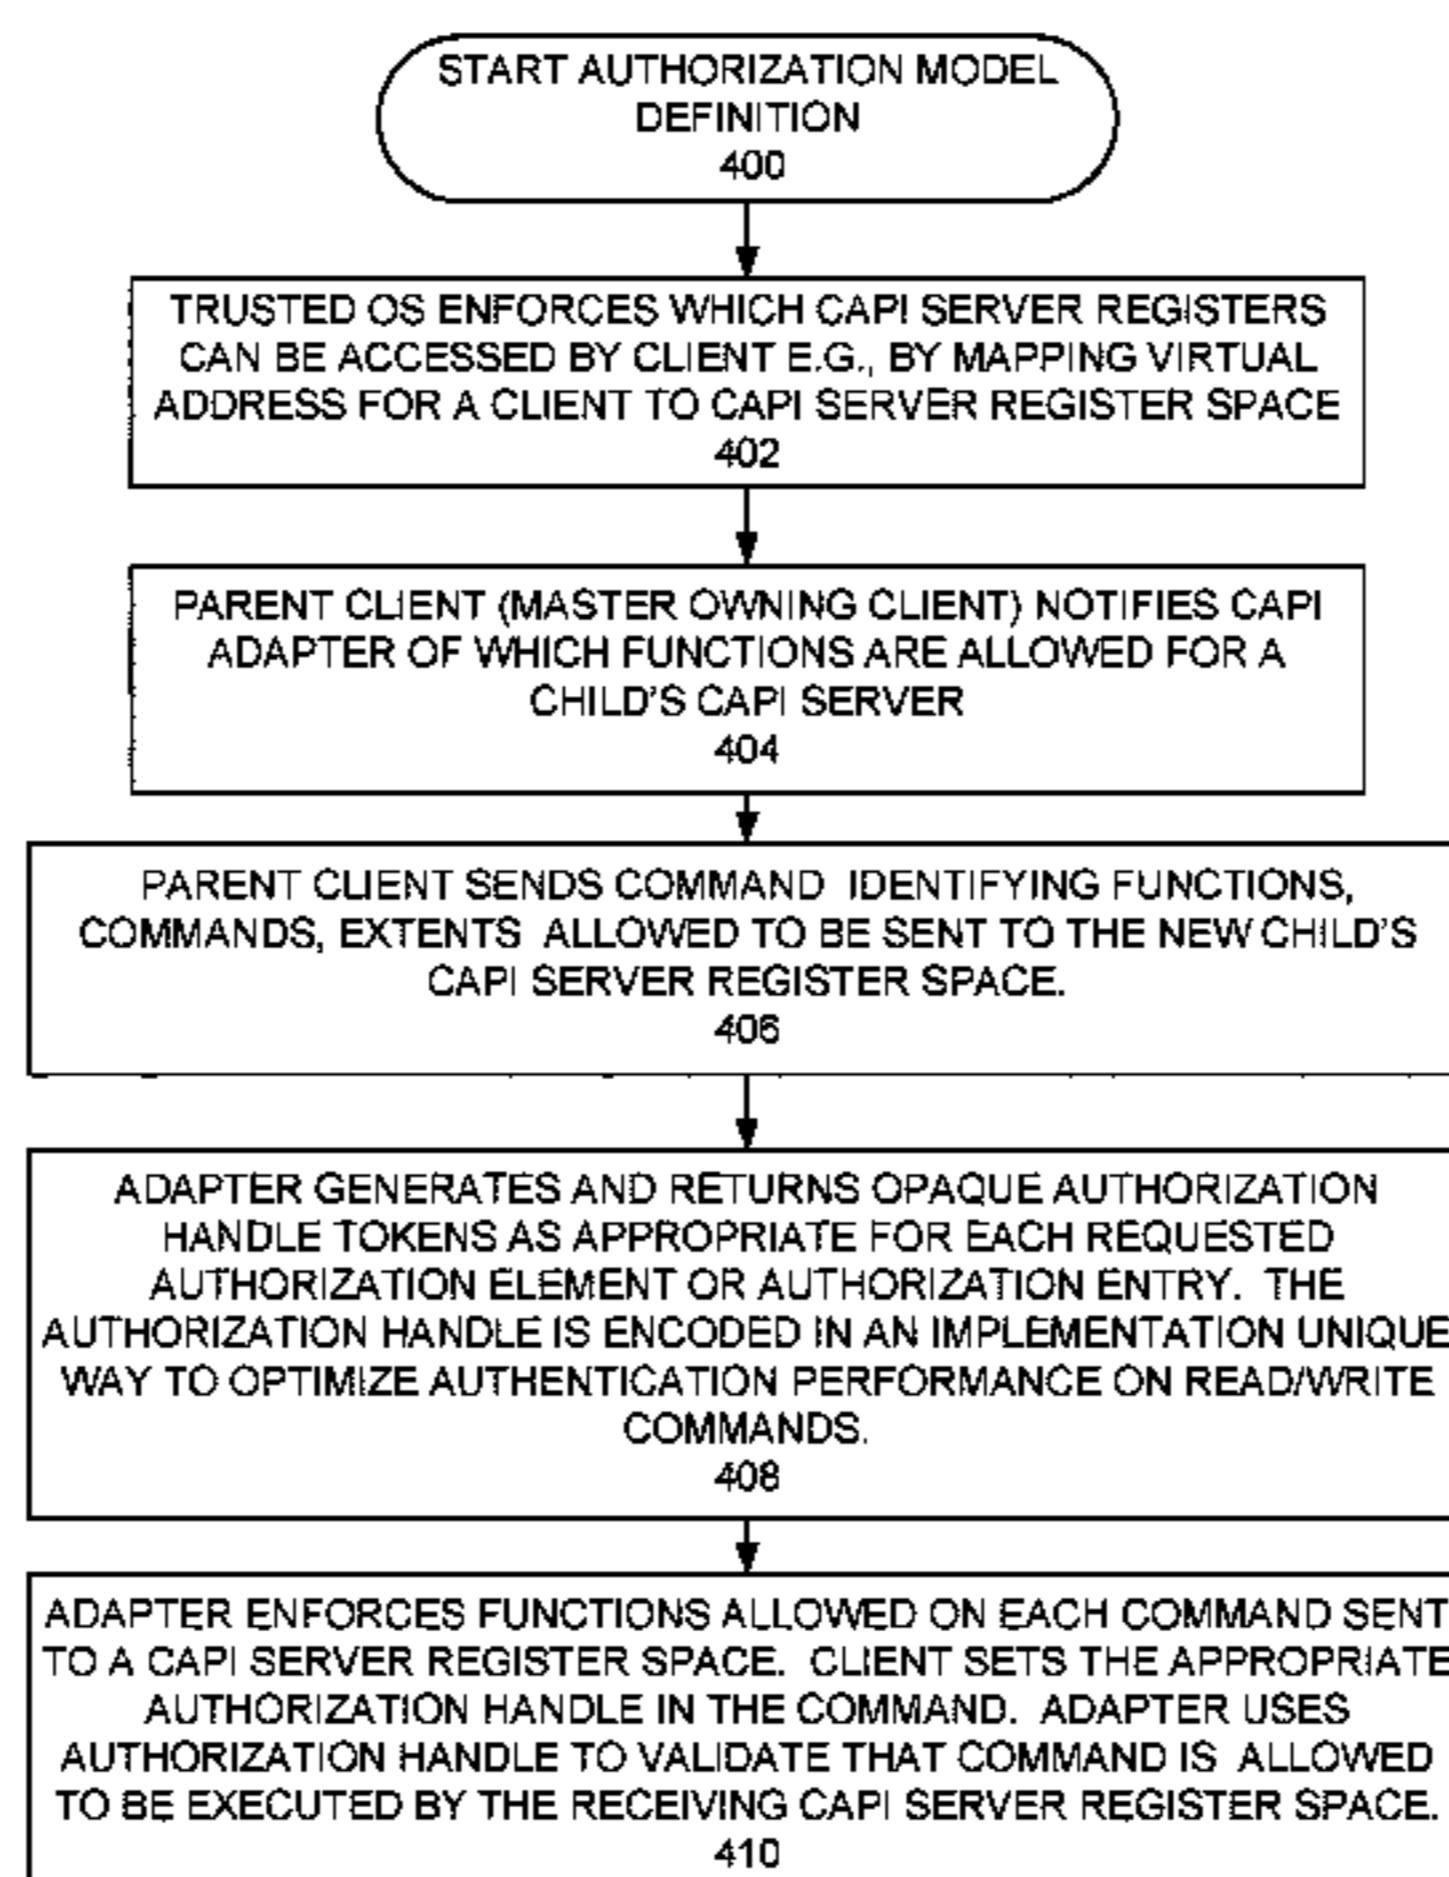 START AUTHORIZATION MODEL
DEFINITION
400
TRUSTED OS ENFORCES WHICH CAPI SERVER REGISTERS
CAN BE ACCESSED BY CLIENT E.G., BY MAPPING VIRTUAL
ADDRESS FOR A CLIENT TO CAPI SERVER REGISTER SPACE
402
PARENT CLIENT (MASTER OWNING CLIENT) NOTIFIES CAPI
ADAPTER OF WHICH FUNCTIONS ARE ALLOWED FOR A
CHILD'S CAPI SERVER
404
PARENT CLIENT SENDS COMMAND IDENTIFYING FUNCTIONS,
COMMANDS, EXTENTS ALLOWED TO BE SENT TO THE NEW CHILD'S
CAPI SERVER REGISTER SPACE.
406
ADAPTER GENERATES AND RETURNS OPAQUE AUTHORIZATION
HANDLE TOKENS AS APPROPRIATE FOR EACH REQUESTED
AUTHORIZATION ELEMENT OR AUTHORIZATION ENTRY. THE
AUTHORIZATION HANDLE IS ENCODED IN AN IMPLEMENTATION UNIQUE
WAY TO OPTIMIZE AUTHENTICATION PERFORMANCE ON READ/WRITE
COMMANDS.
408
ADAPTER ENFORCES FUNCTIONS ALLOWED ON EACH COMMAND SENT
TO A CAPI SERVER REGISTER SPACE. CLIENT SETS THE APPROPRIATE
AUTHORIZATION HANDLE IN THE COMMAND. ADAPTER USES
AUTHORIZATION HANDLE TO VALIDATE THAT COMMAND IS ALLOWED
TO BE EXECUTED BY THE RECEIVING CAPI SERVER REGISTER SPACE.
410